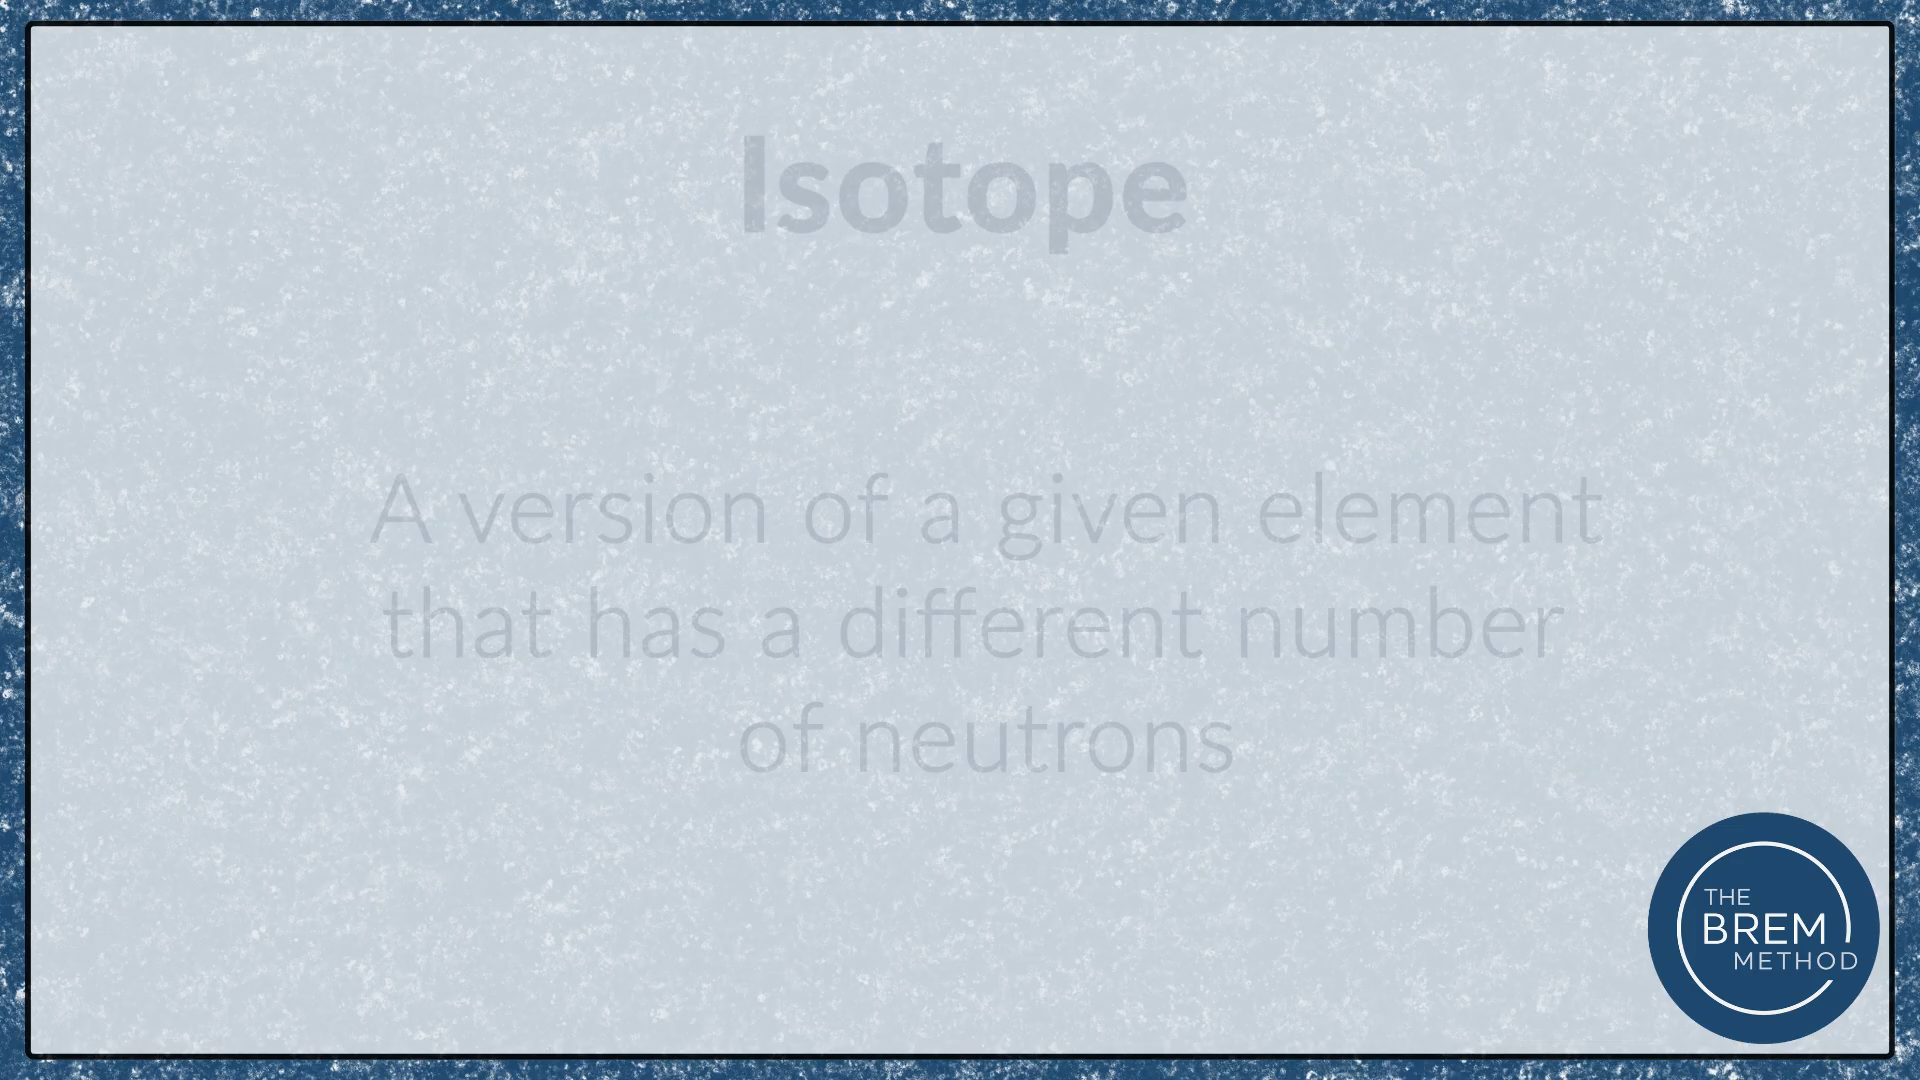 Isotope
A version of a given element
that has a different number
of neutrons
THE
BREM
METHOD